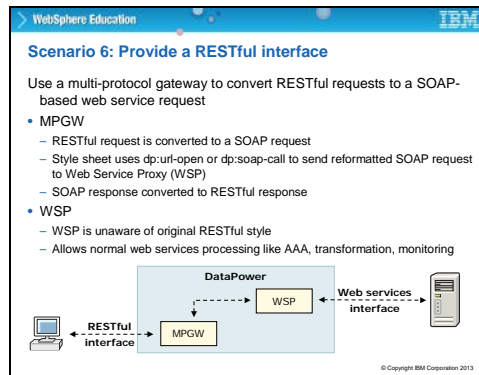 WebSphere Education
IBM
Scenario 6: Provide a RESTful interface
Use a multi-protocol gateway to convert RESTful requests to a SOAP-
based web service request
• MPGW
– RESTful request is converted to a SOAP request
– Style sheet uses dp:url-open or dp:soap-call to send reformatted SOAP request
to Web Service Proxy (WSP)
– SOAP response converted to RESTful response
• WSP
– WSP is unaware of original RESTful style
– Allows normal web services processing like AAA, transformation, monitoring
DataPower
WSP
Web services
interface
RESTful
interface
MPGW
© Copyright IBM Corporation 2013